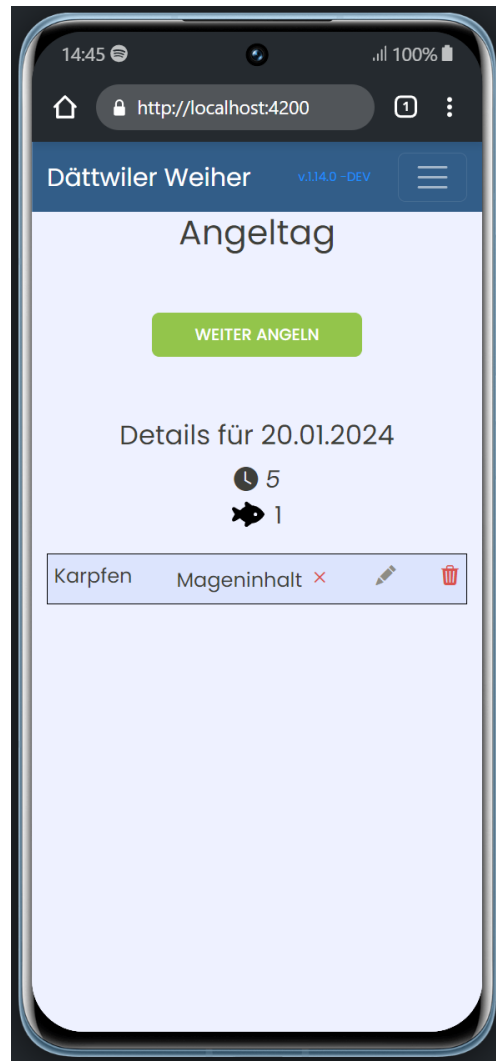 14:45 100%
http://localhost:4200 1
Dättwiler Weiher v.1.14.0 -DEV
Angeltag
WEITER ANGELN
Details für 20.01.2024
5
1
Karpfen Mageninhalt ×